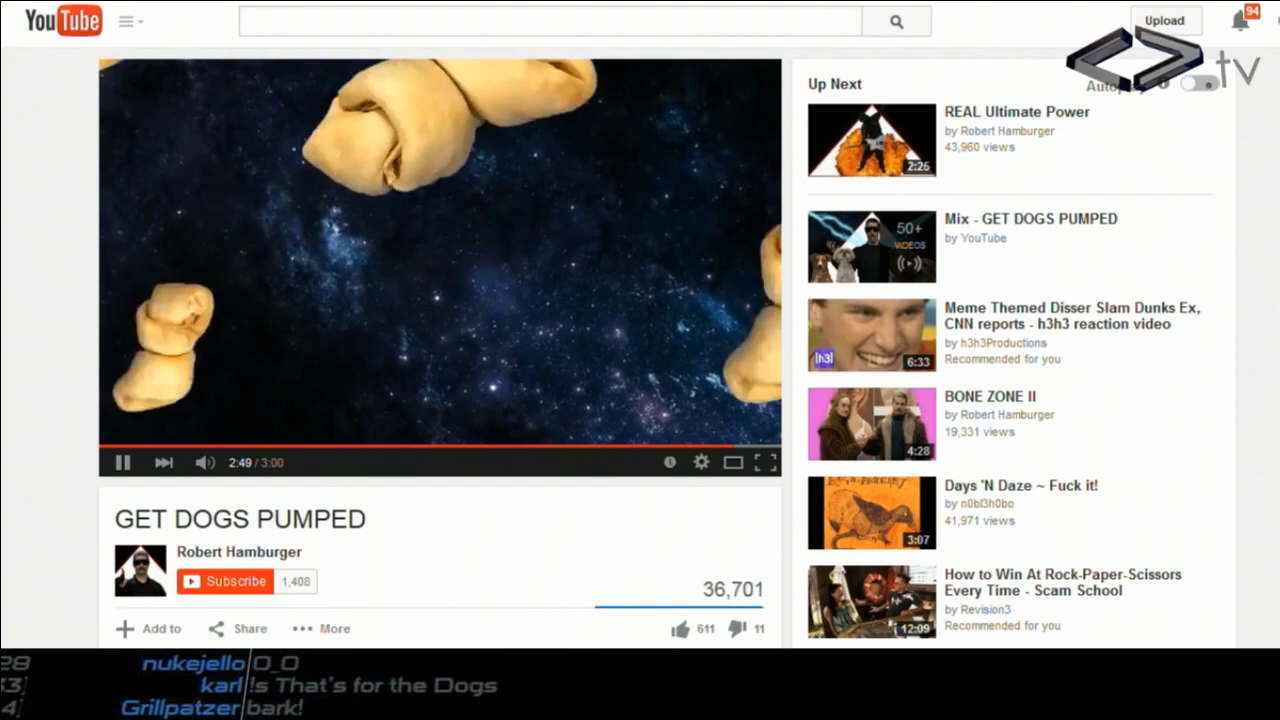 YouTube
Upload
94
tv
Up Next
REAL Ultimate Power
by Robert Hamburger
43,960 views
2:25
Mix - GET DOGS PUMPED
by YouTube
50+
VIDEOS
Meme Themed Disser Slam Dunks Ex,
CNN reports - h3h3 reaction video
by h3h3Productions
Recommended for you
[h3]
6:33
BONE ZONE II
by Robert Hamburger
19,331 views
4:28
Days 'N Daze ~ Fuck it!
by n0bl3h0bo
41,971 views
3:07
How to Win At Rock-Paper-Scissors
Every Time - Scam School
by Revision3
Recommended for you
12:09
2:49 / 3:00
GET DOGS PUMPED
Robert Hamburger
Subscribe 1,408
36,701
Add to Share More 611 11
28 nukejello 0_0
33] karl !s That's for the Dogs
4] Grillpatzer bark!